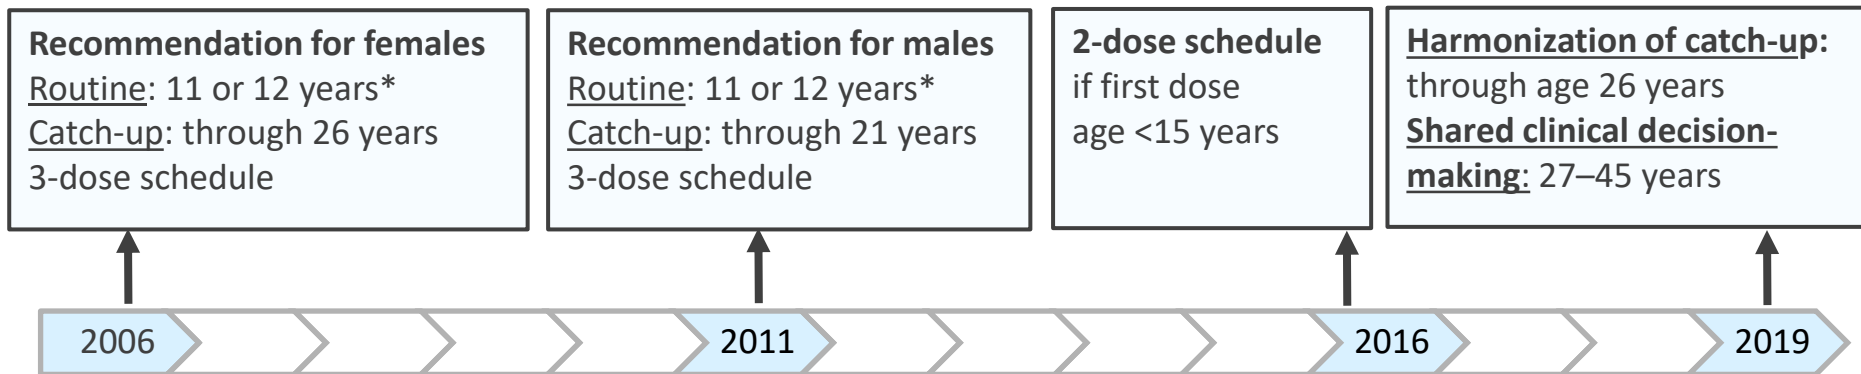 Recommendation for females
Routine: 11 or 12 years*
Catch-up: through 26 years
3-dose schedule
Recommendation for males
Routine: 11 or 12 years*
Catch-up: through 21 years
3-dose schedule
2-dose schedule
if first dose
age <15 years
Harmonization of catch-up:
through age 26 years
Shared clinical decision-
making: 27–45 years
2006
2011
2016
2019